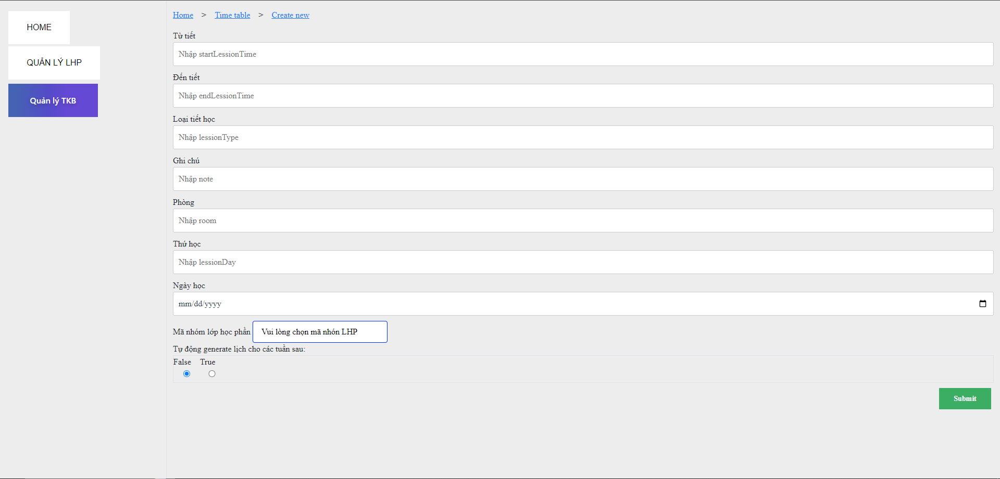 HOME
QUẢN LÝ LHP
Quản lý TKB
Home > Time table > Create new
Từ tiết
Nhập startLessionTime
Đến tiết
Nhập endLessionTime
Loại tiết học
Nhập lessionType
Ghi chú
Nhập note
Phòng
Nhập room
Thứ học
Nhập lessionDay
Ngày học
mm/dd/yyyy
Mã nhóm lớp học phần Vui lòng chọn mã nhón LHP
Tự động generate lịch cho các tuần sau:
False True
Submit